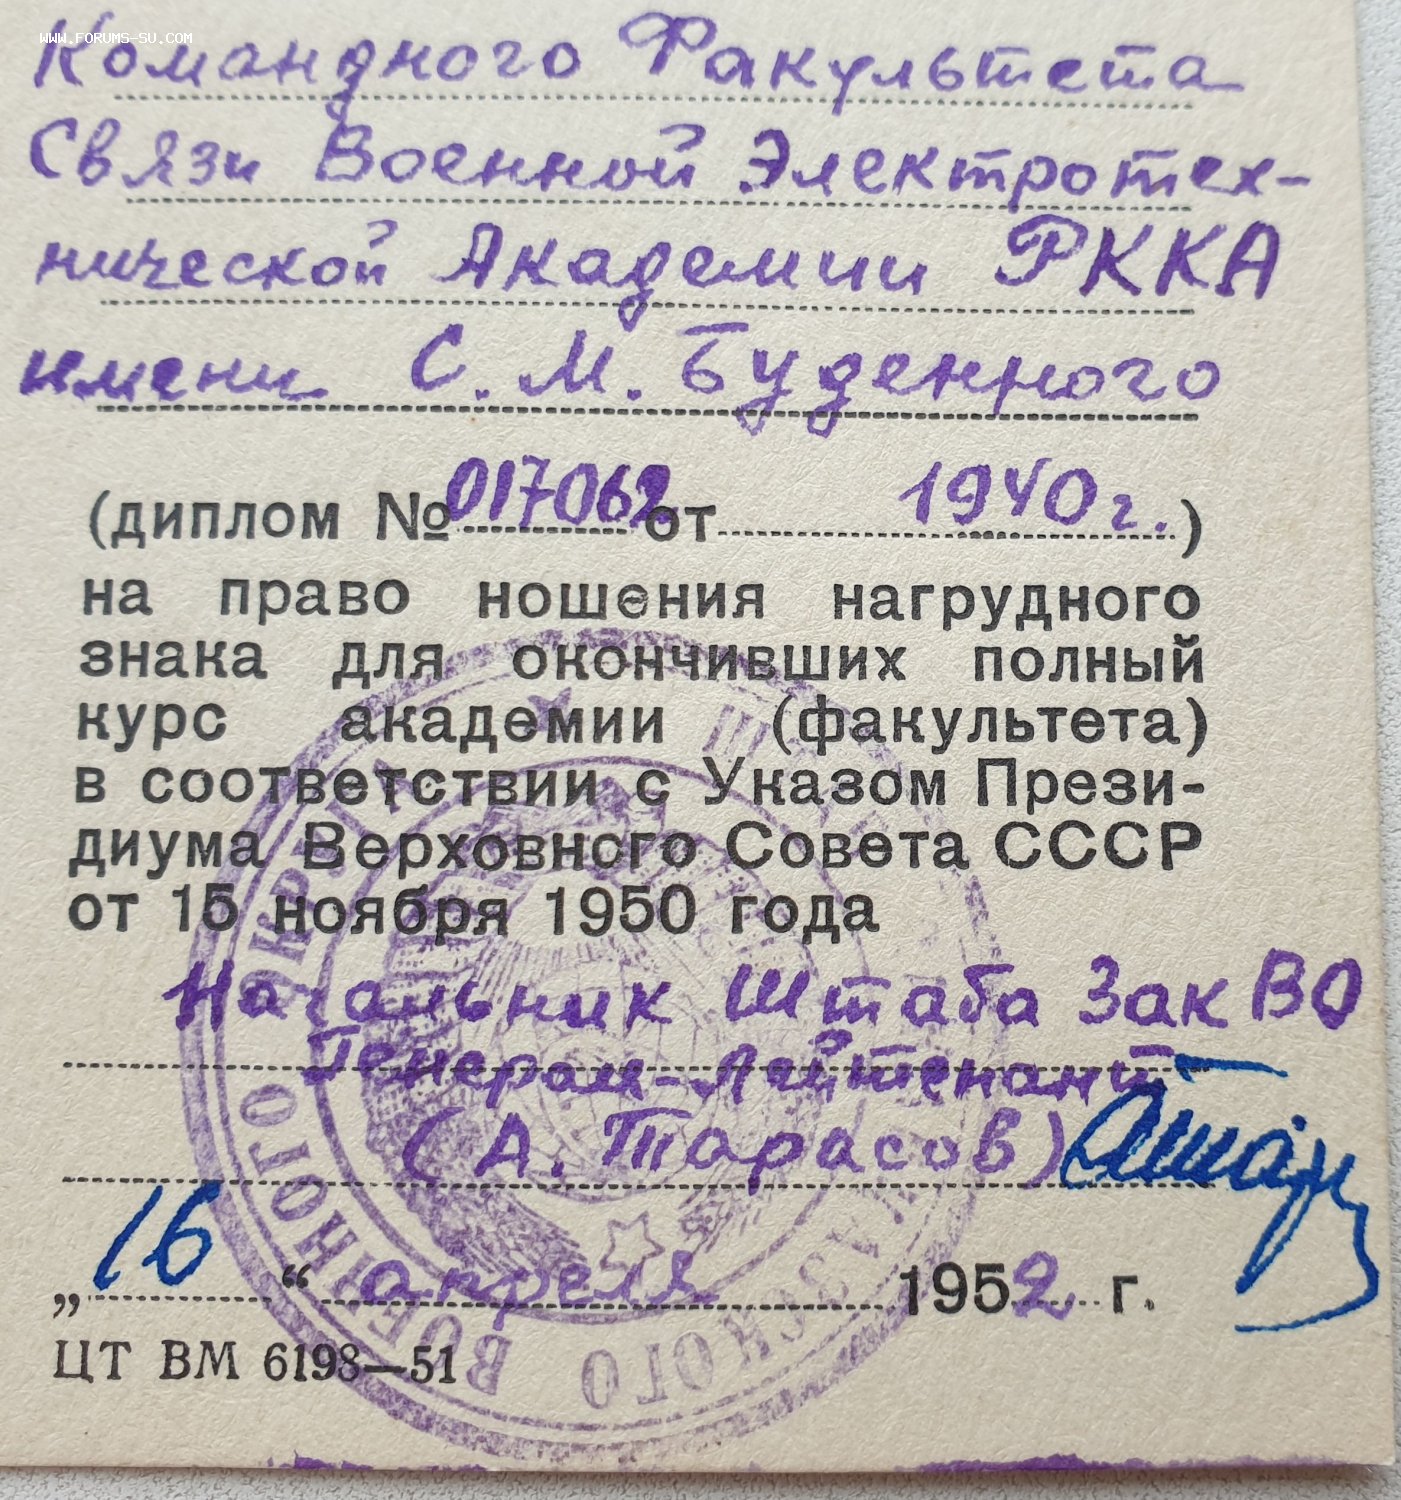 WWW.FORUMS-SU.COM
Командного Факультета
Связи Военной Электротех-
нической Академии РККА
имени С. М. Буденного
(диплом № 017062 от 1940 г.)
на право ношения нагрудного
знака для окончивших полный
курс академии (факультета)
в соответствии с Указом Прези-
диума Верховного Совета СССР
от 15 ноября 1950 года
Начальник Штаба ЗакВО
Генерал-Лейтенант
(А. Тарасов)
„16“ апреля 1952 г.
ЦТ ВМ 6198—51
ВОЕННОГО ОКР